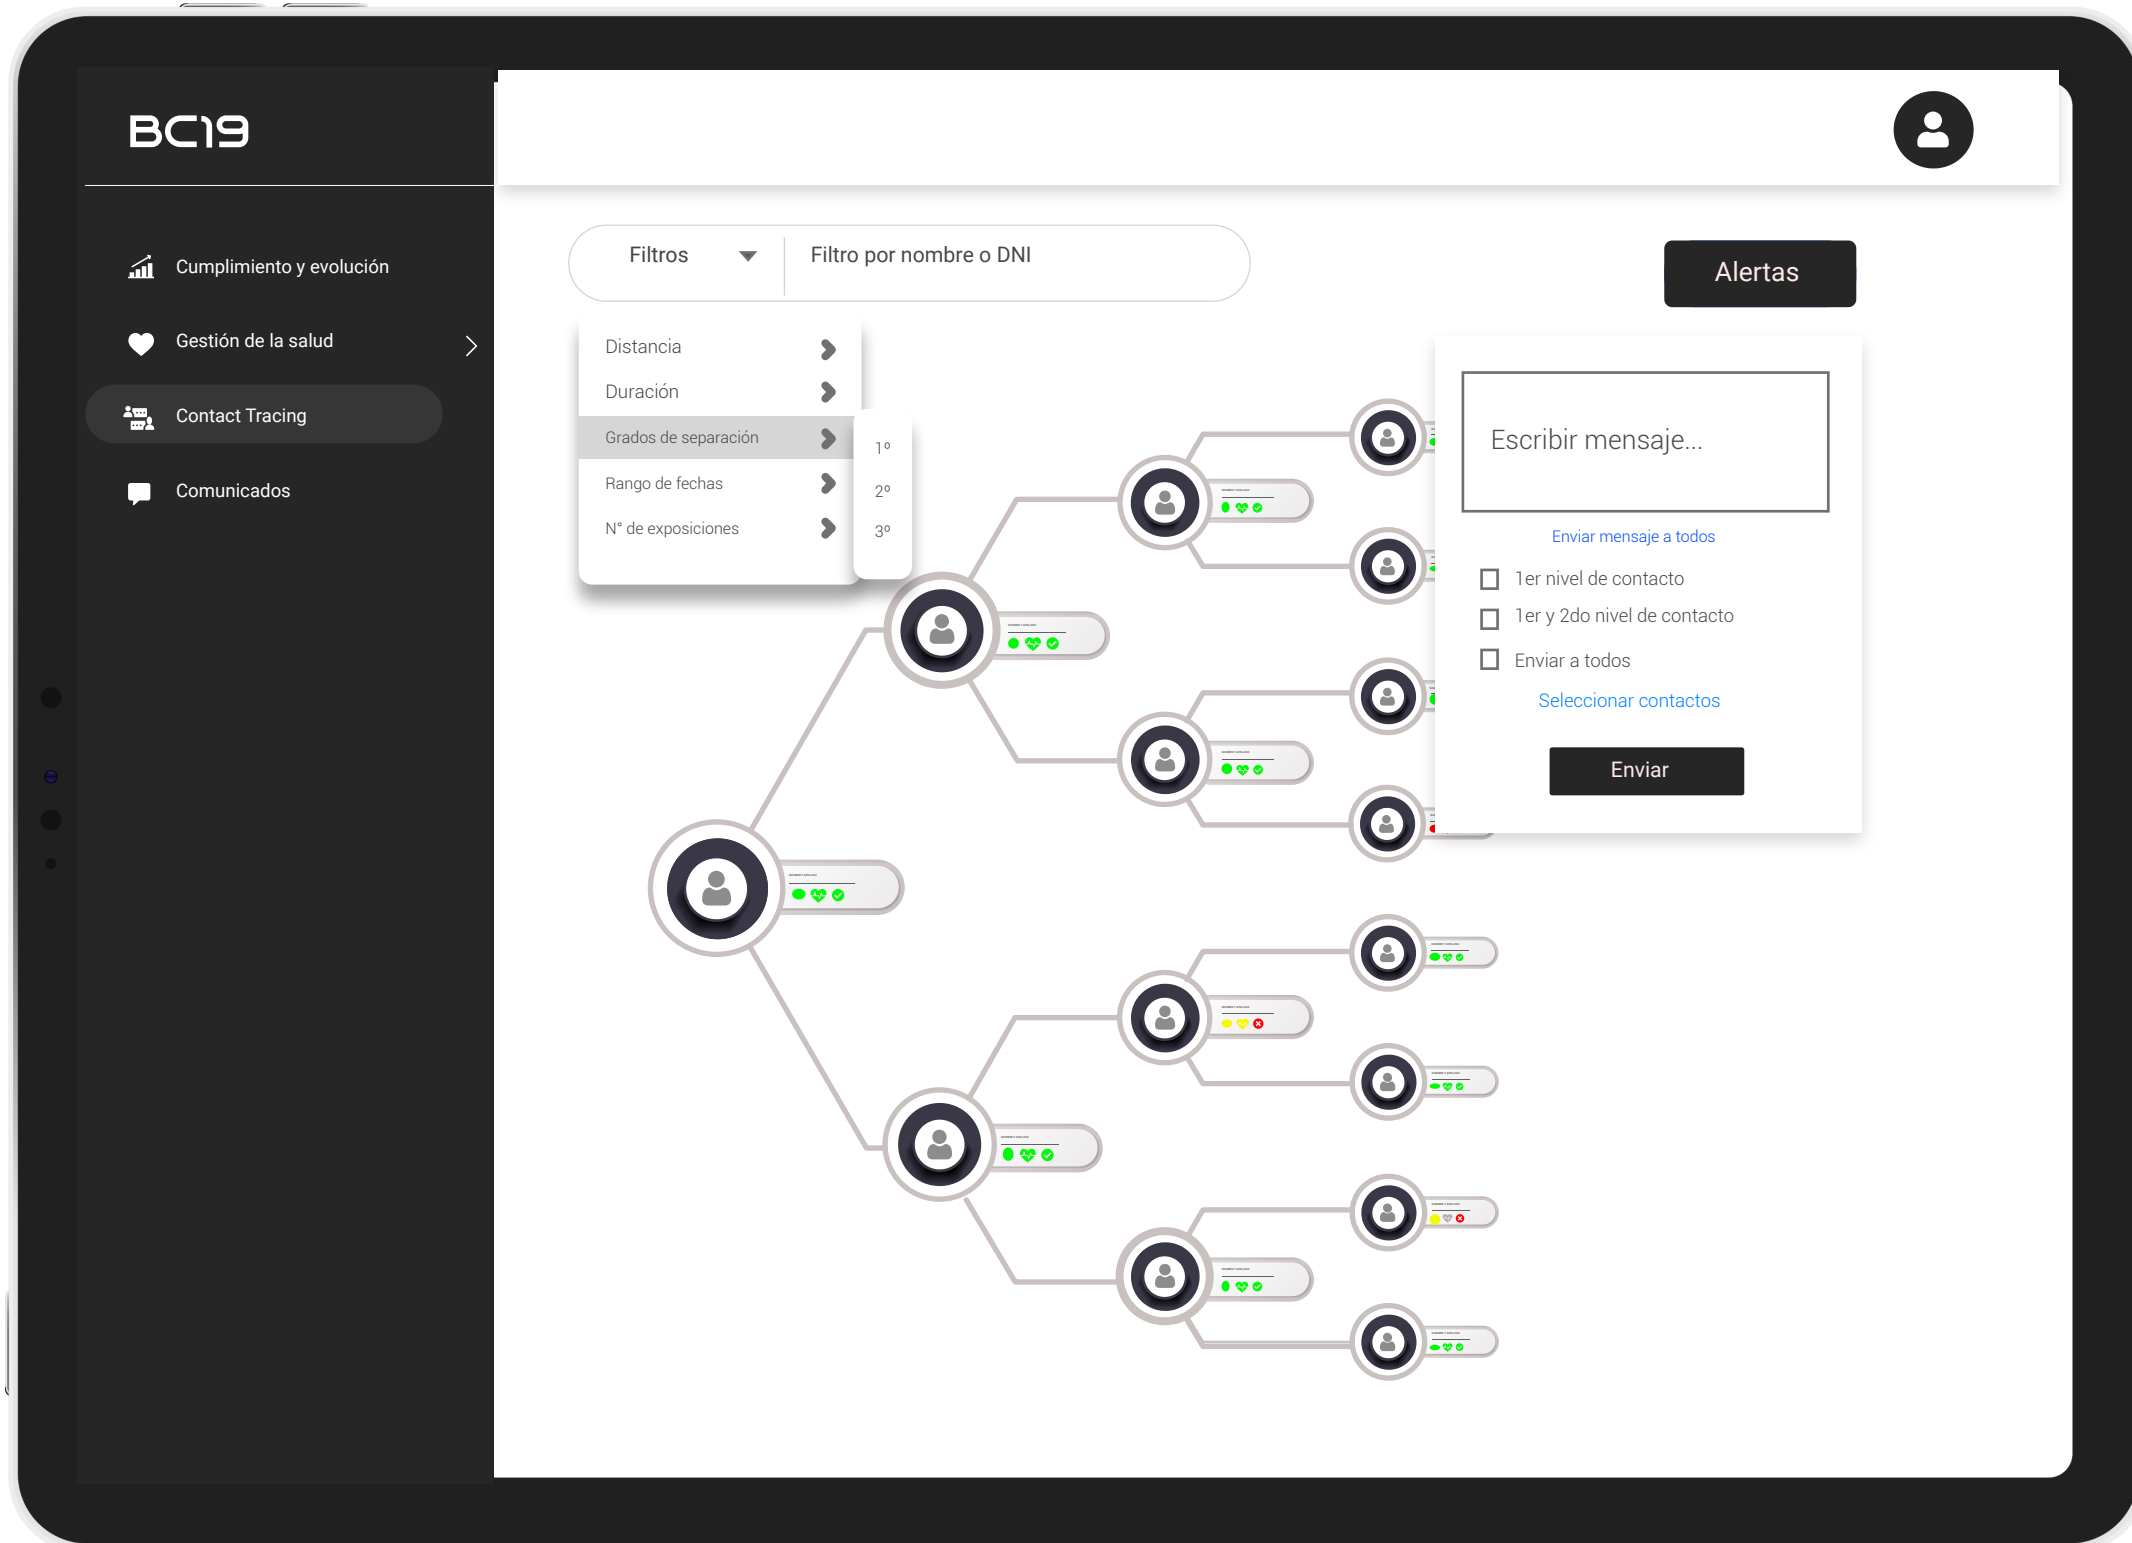 BC19
Cumplimiento y evolución
Gestión de la salud
Contact Tracing
Comunicados
Filtros
Filtro por nombre o DNI
Alertas
Distancia
Duración
Grados de separación
Rango de fechas
N° de exposiciones
1º
2º
3º
Escribir mensaje...
Enviar mensaje a todos
1er nivel de contacto
1er y 2do nivel de contacto
Enviar a todos
Seleccionar contactos
Enviar